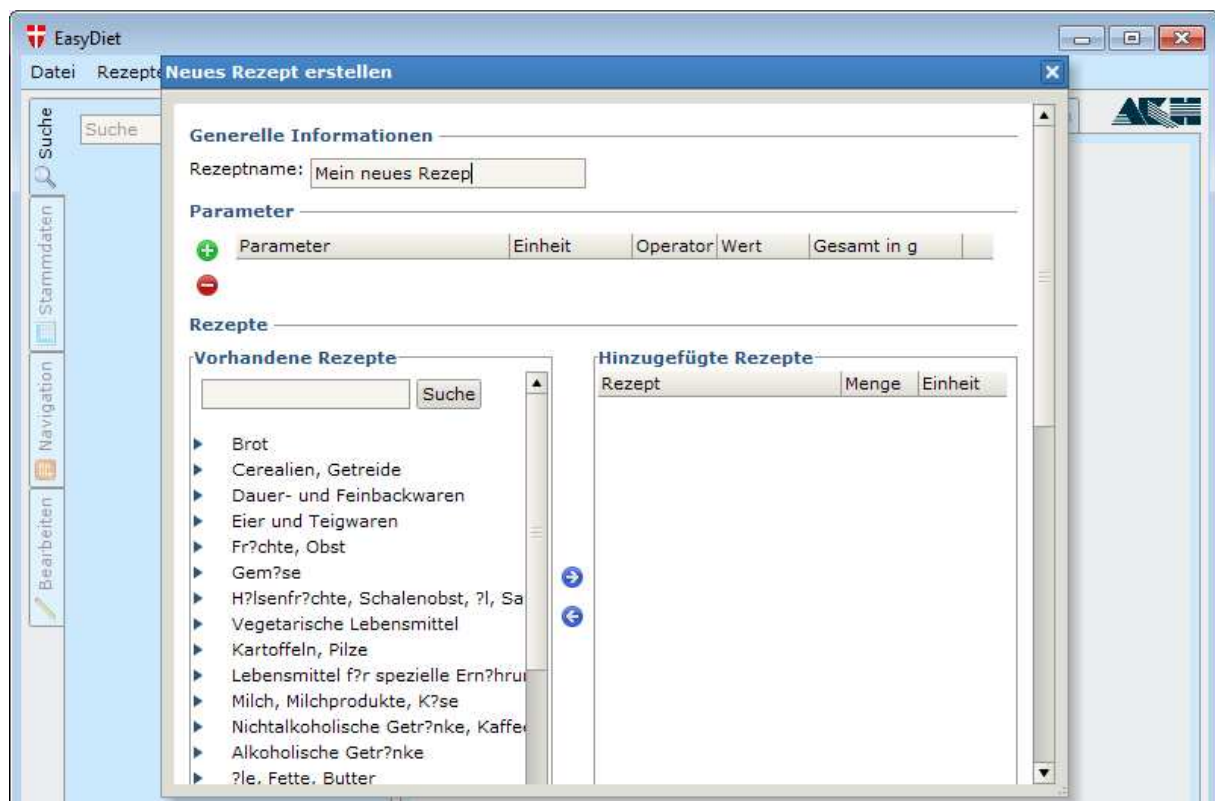 EasyDiet
Datei Rezepte
Neues Rezept erstellen
Suche
Stammdaten
Navigation
Bearbeiten
Suche
AKH
Generelle Informationen
Rezeptname: Mein neues Rezep
Parameter
Parameter Einheit Operator Wert Gesamt in g
Rezepte
Vorhandene Rezepte
Suche
Brot
Cerealien, Getreide
Dauer- und Feinbackwaren
Eier und Teigwaren
Fr?chte, Obst
Gem?se
H?lsenfr?chte, Schalenobst, ?l, Sa
Vegetarische Lebensmittel
Kartoffeln, Pilze
Lebensmittel f?r spezielle Ern?hru
Milch, Milchprodukte, K?se
Nichtalkoholische Getr?nke, Kaffe
Alkoholische Getr?nke
?le, Fette, Butter
Hinzugefügte Rezepte
Rezept Menge Einheit